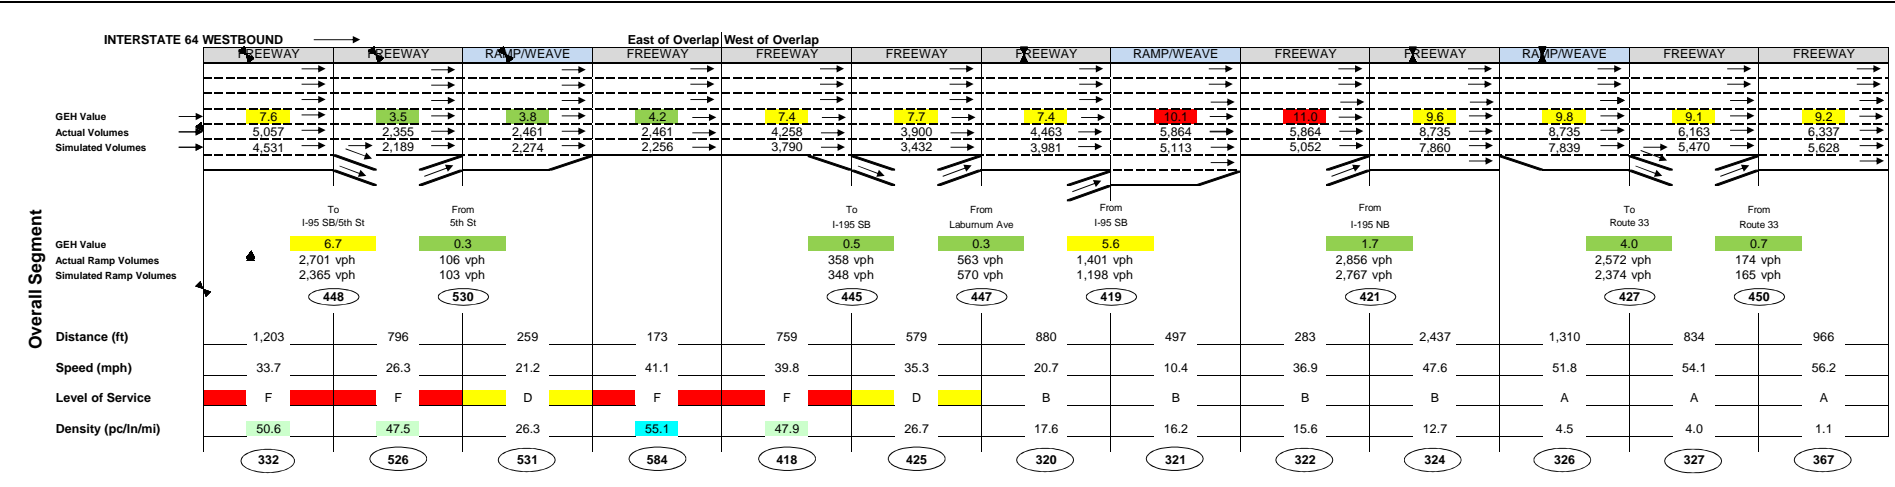 INTERSTATE 64 WESTBOUND East of Overlap West of Overlap
FREEWAY FREEWAY RAMP/WEAVE FREEWAY FREEWAY FREEWAY FREEWAY RAMP/WEAVE FREEWAY FREEWAY RAMP/WEAVE FREEWAY FREEWAY
GEH Value 7.6 3.5 3.8 4.2 7.4 7.7 7.4 10.1 11.0 9.6 9.8 9.1 9.2
Actual Volumes 5,057 2,355 2,461 2,461 4,258 3,900 4,463 5,864 5,864 8,735 8,735 6,163 6,337
Simulated Volumes 4,531 2,189 2,274 2,256 3,790 3,432 3,981 5,113 5,052 7,860 7,839 5,470 5,628
Overall Segment
To From To From From From To From
I-95 SB/5th St 5th St I-195 SB Laburnum Ave I-95 SB I-195 NB Route 33 Route 33
GEH Value 6.7 0.3 0.5 0.3 5.6 1.7 4.0 0.7
Actual Ramp Volumes 2,701 vph 106 vph 358 vph 563 vph 1,401 vph 2,856 vph 2,572 vph 174 vph
Simulated Ramp Volumes 2,365 vph 103 vph 348 vph 570 vph 1,198 vph 2,767 vph 2,374 vph 165 vph
448 530 445 447 419 421 427 450
Distance (ft) 1,203 796 259 173 759 579 880 497 283 2,437 1,310 834 966
Speed (mph) 33.7 26.3 21.2 41.1 39.8 35.3 20.7 10.4 36.9 47.6 51.8 54.1 56.2
Level of Service F F D F F D B B B B A A A
Density (pc/ln/mi) 50.6 47.5 26.3 55.1 47.9 26.7 17.6 16.2 15.6 12.7 4.5 4.0 1.1
332 526 531 584 418 425 320 321 322 324 326 327 367